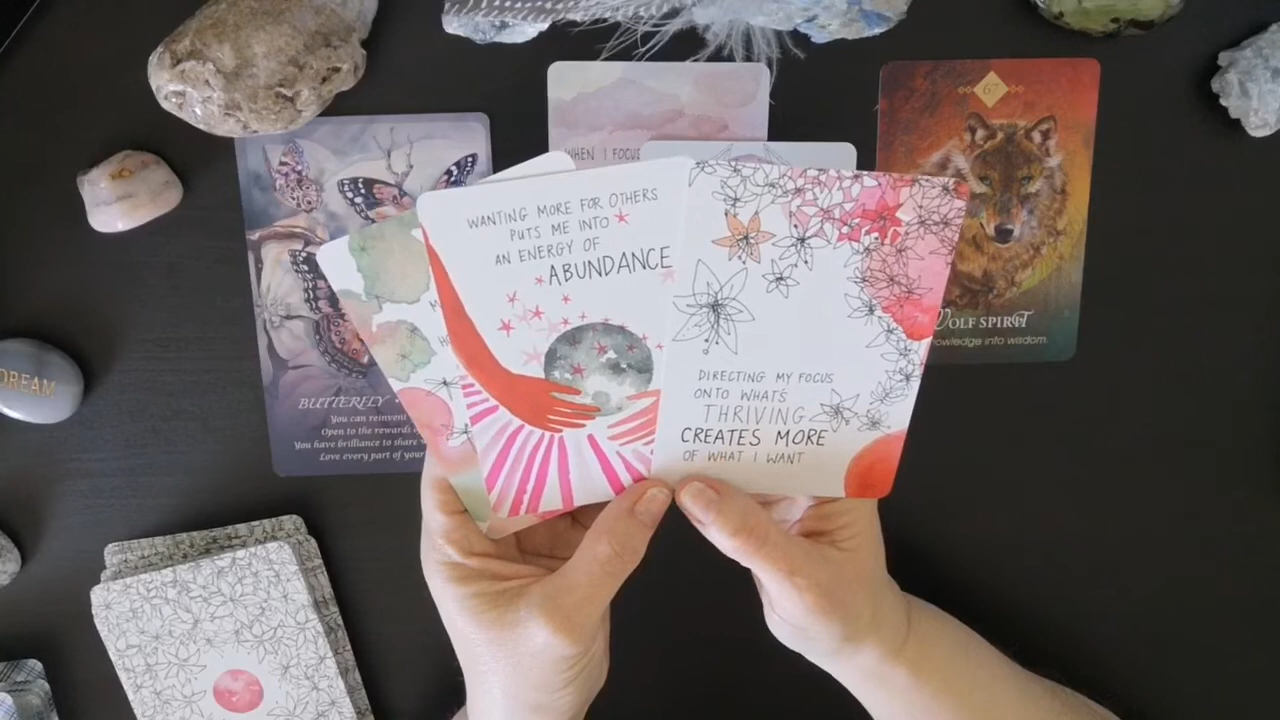 WHEN I FOCUS
67
WANTING MORE FOR OTHERS
PUTS ME INTO
AN ENERGY OF
ABUNDANCE
DIRECTING MY FOCUS
ONTO WHAT'S
THRIVING
CREATES MORE
OF WHAT I WANT
WOLF SPIRIT
knowledge into wisdom.
DREAM
BUTTERFLY
You can reinvent
Open to the rewards
You have brilliance to share
Love every part of your